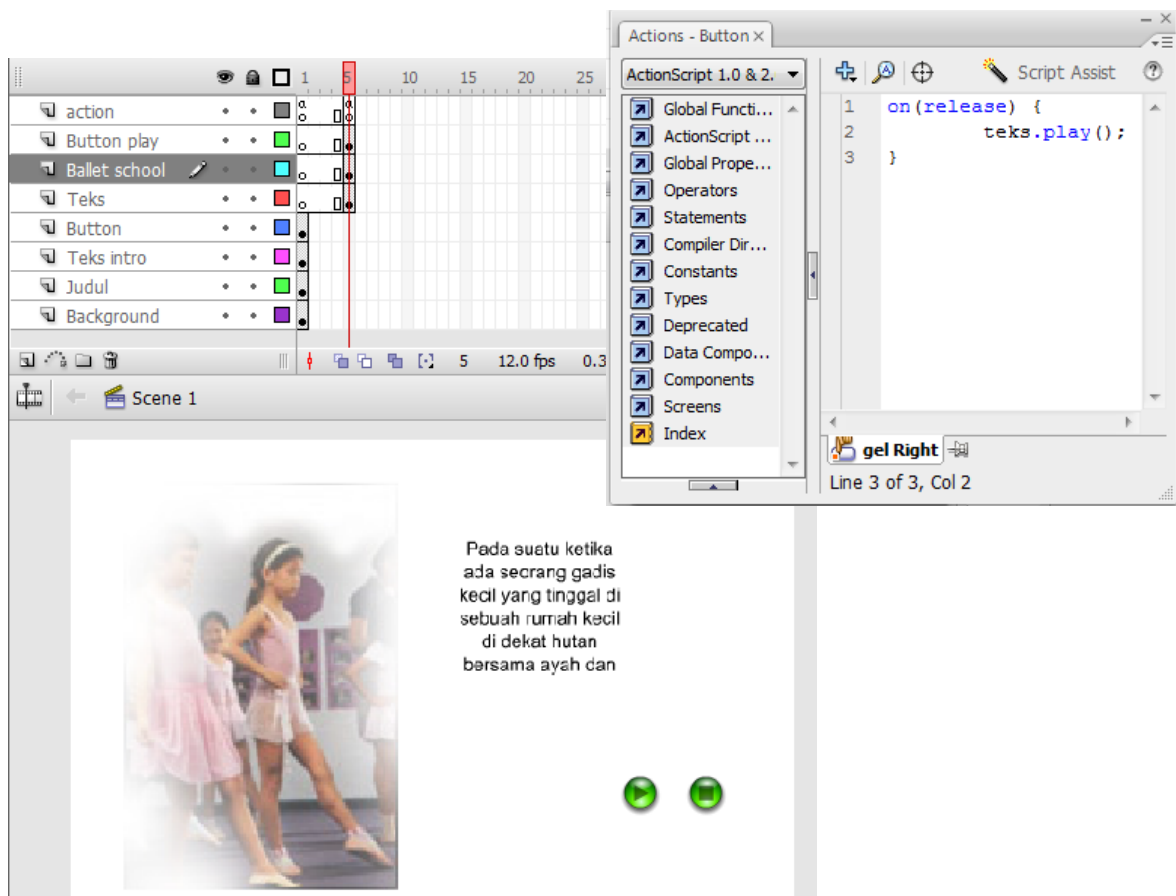 Actions - Button ×
ActionScript 1.0 & 2.
Script Assist
Global Functi...
ActionScript ...
Global Prope...
Operators
Statements
Compiler Dir...
Constants
Types
Deprecated
Data Compo...
Components
Screens
Index
1 on(release) {
2 teks.play();
3 }
gel Right
Line 3 of 3, Col 2
1 5 10 15 20 25
action
Button play
Ballet school
Teks
Button
Teks intro
Judul
Background
a a
5 12.0 fps 0.3
Scene 1
Pada suatu ketika
ada seorang gadis
kecil yang tinggal di
sebuah rumah kecil
di dekat hutan
bersama ayah dan